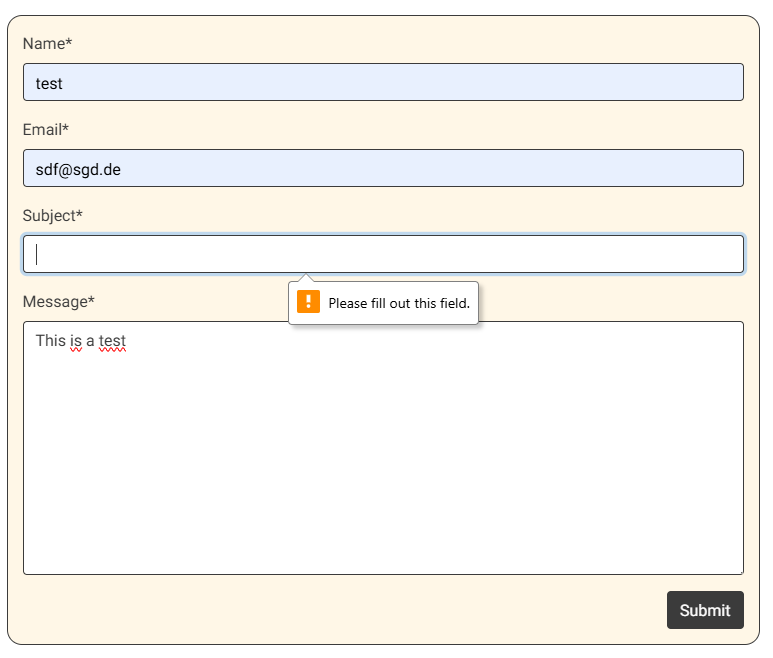 Name*
test
Email*
sdf@sgd.de
Subject*
Please fill out this field.
Message*
This is a test
Submit